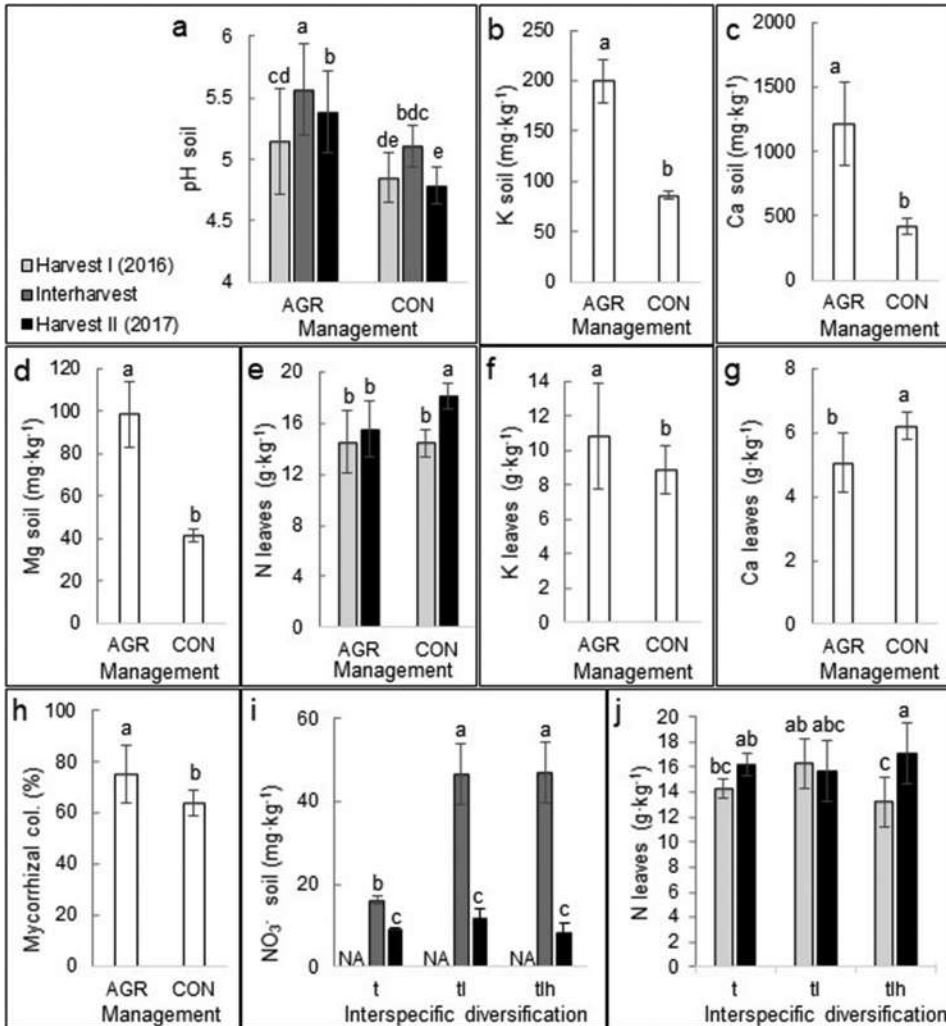 a
pH soil
6
5.5
5
4.5
4
cd
a
b
de
bdc
e
AGR
CON
Management
Harvest I (2016)
Interharvest
Harvest II (2017)
b
K soil (mg·kg⁻¹)
250
200
150
100
50
0
a
b
AGR
CON
Management
c
Ca soil (mg·kg⁻¹)
2000
1500
1000
500
0
a
b
AGR
CON
Management
d
Mg soil (mg·kg⁻¹)
120
100
80
60
40
20
0
a
b
AGR
CON
Management
e
N leaves (g·kg⁻¹)
20
16
12
8
4
0
b
b
b
a
AGR
CON
Management
f
K leaves (g·kg⁻¹)
14
12
10
8
6
4
2
0
a
b
AGR
CON
Management
g
Ca leaves (g·kg⁻¹)
8
6
4
2
0
b
a
AGR
CON
Management
h
Mycorrhizal col. (%)
100
80
60
40
20
0
a
b
AGR
CON
Management
i
NO₃⁻ soil (mg·kg⁻¹)
60
40
20
0
NA
b
c
NA
a
c
NA
a
c
t
tl
tlh
Interspecific diversification
j
N leaves (g·kg⁻¹)
20
18
16
14
12
10
8
6
4
2
0
bc
ab
ab
abc
c
a
t
tl
tlh
Interspecific diversification